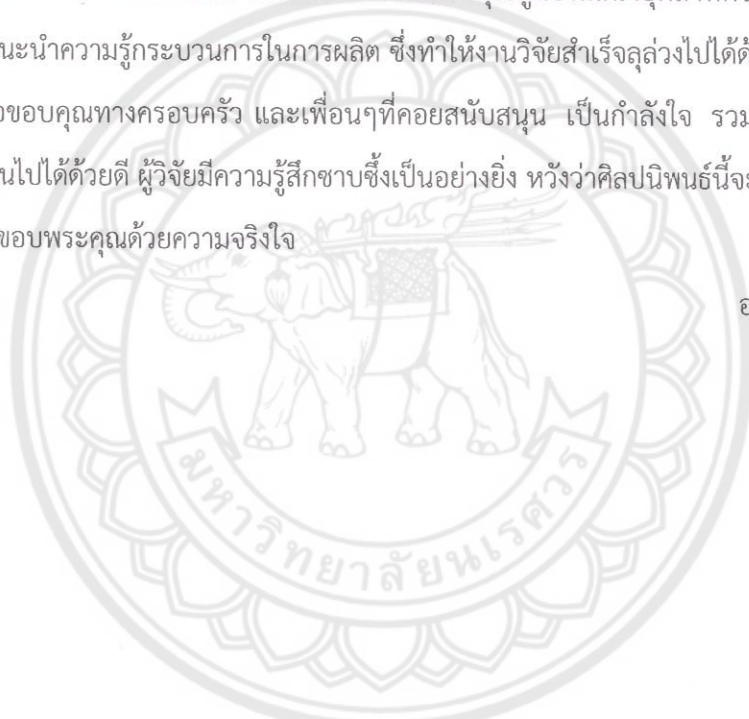 นะนำความรู้กระบวนการในการผลิต ซึ่งทำให้งานวิจัยสำเร็จลุล่วงไปได้ด้
ขอบคุณทางครอบครัว และเพื่อนๆที่คอยสนับสนุน เป็นกำลังใจ รวม
นไปได้ด้วยดี ผู้วิจัยมีความรู้สึกซาบซึ้งเป็นอย่างยิ่ง หวังว่าศิลปนิพนธ์นี้จะ
ขอบพระคุณด้วยความจริงใจ
อ
มหาวิทยาลัยนเรศวร